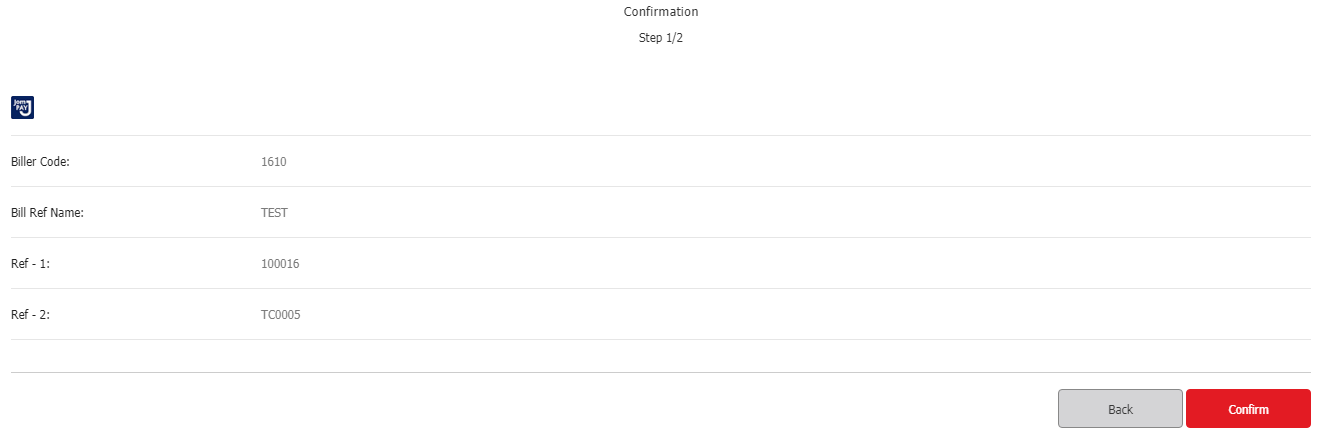 Confirmation
Step 1/2
Jom
PAY
Biller Code: 1610
Bill Ref Name: TEST
Ref - 1: 100016
Ref - 2: TC0005
Back Confirm